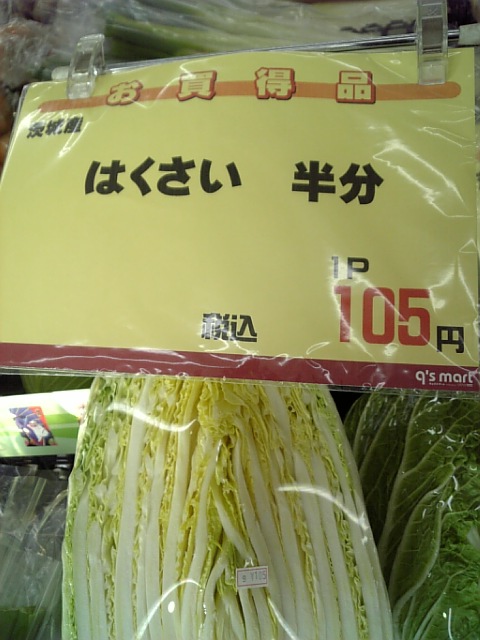 お買得品
茨城産
はくさい 半分
1P
税込 105円
q's mart